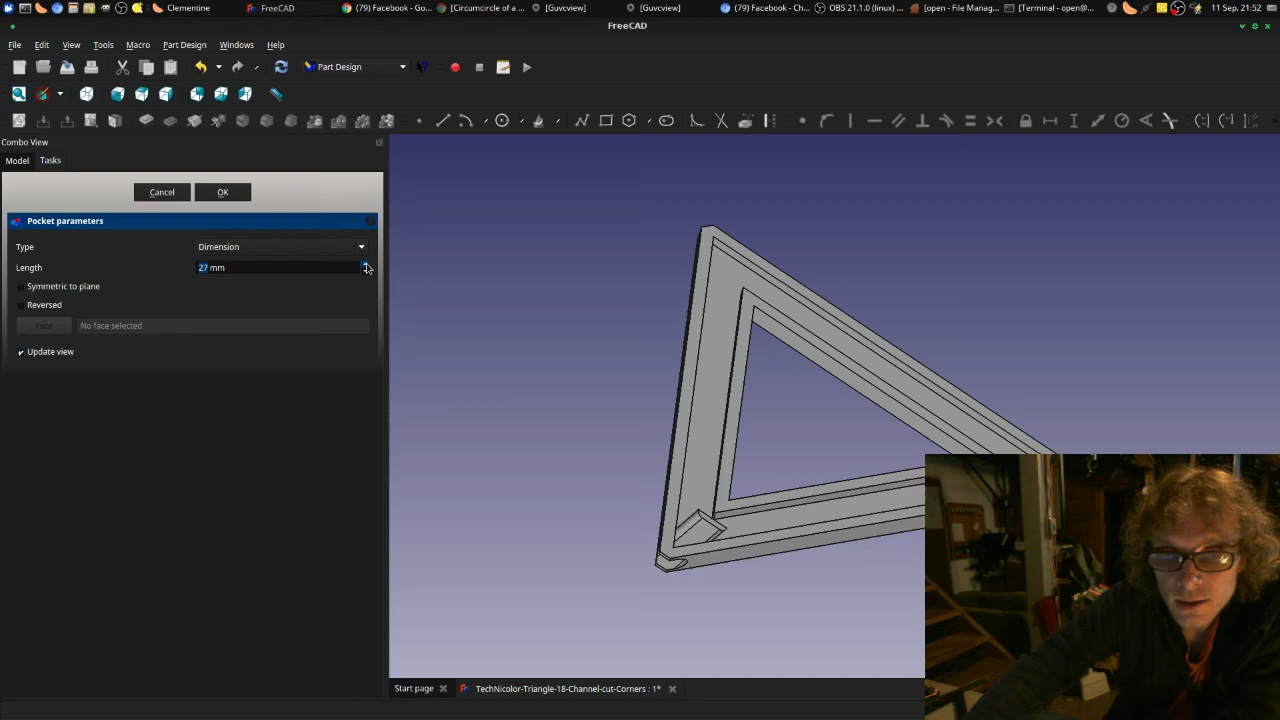 Clementine
FreeCAD
(79) Facebook - Go...
[Circumcircle of a ...
[Guvcview]
[Guvcview]
(79) Facebook - Ch...
OBS 21.1.0 (linux) ...
[open - File Manag...
[Terminal - open@...
11 Sep, 21:52
FreeCAD
File
Edit
View
Tools
Macro
Part Design
Windows
Help
Part Design
Combo View
Model
Tasks
Cancel
OK
Pocket parameters
Type
Dimension
Length
27 mm
Symmetric to plane
Reversed
Face
No face selected
Update view
Start page
TechNicolor-Triangle-18-Channel-cut-Corners : 1*